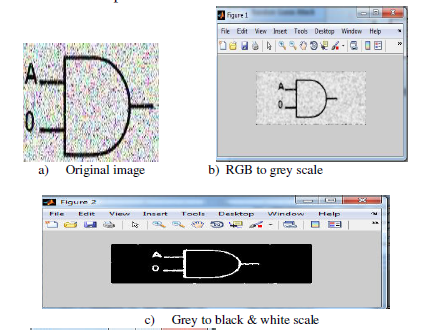 A
0
a) Original image
Figure 1
File Edit View Insert Tools Desktop Window Help
A
0
b) RGB to grey scale
Figure 2
File Edit View Insert Tools Desktop Window Help
A
0
c) Grey to black & white scale